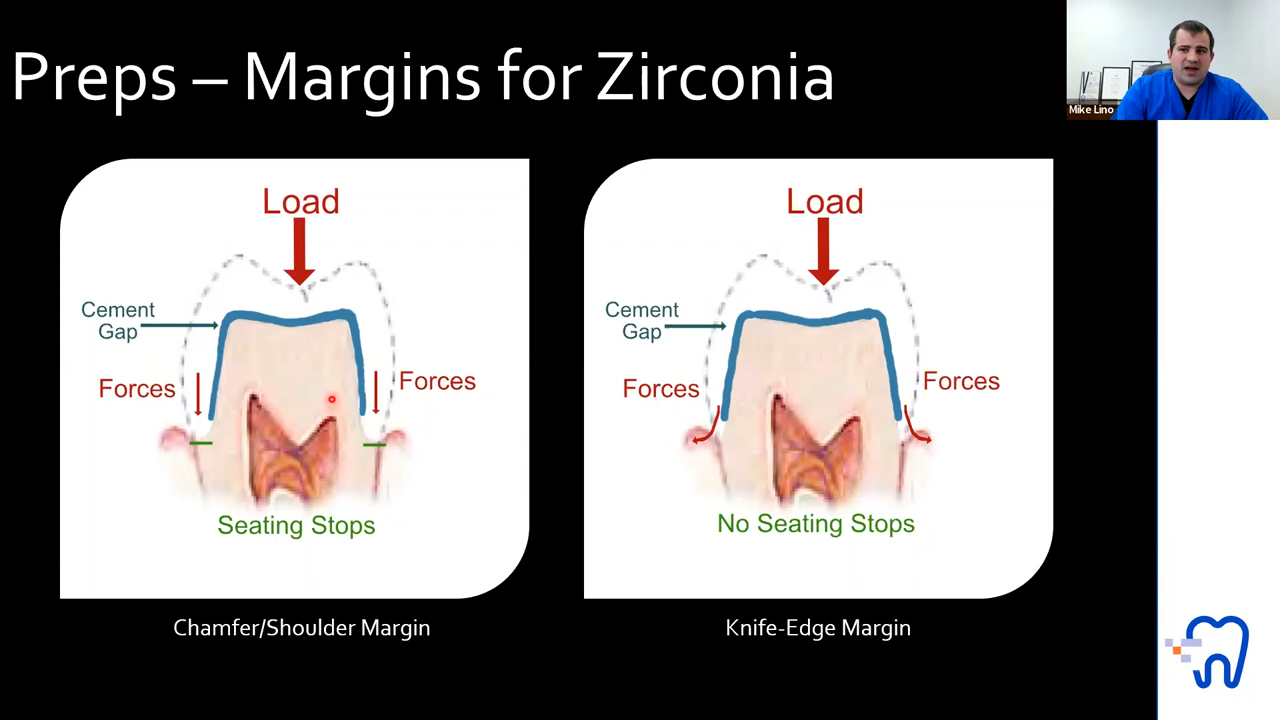 Preps – Margins for Zirconia
Mike Lino
Load
Cement
Gap
Forces
Forces
Seating Stops
Chamfer/Shoulder Margin
Load
Cement
Gap
Forces
Forces
No Seating Stops
Knife-Edge Margin